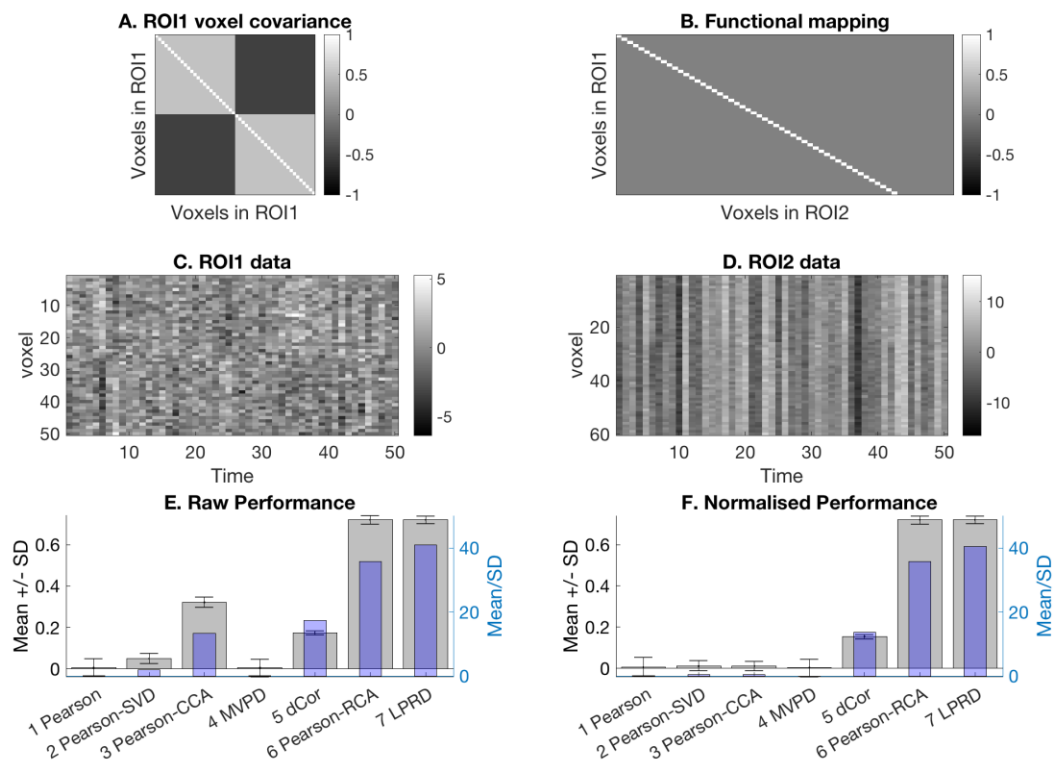 A. ROI1 voxel covariance
Voxels in ROI1
Voxels in ROI1
1
0.5
0
-0.5
-1
B. Functional mapping
Voxels in ROI1
Voxels in ROI2
1
0.5
0
-0.5
-1
C. ROI1 data
voxel
10
20
30
40
50
10 20 30 40 50
Time
5
0
-5
D. ROI2 data
voxel
20
40
60
10 20 30 40 50
Time
10
0
-10
E. Raw Performance
Mean +/- SD
0.6
0.4
0.2
0
40
20
0
Mean/SD
1 Pearson
2 Pearson-SVD
3 Pearson-CCA
4 MVPD
5 dCor
6 Pearson-RCA
7 LPRD
F. Normalised Performance
Mean +/- SD
0.6
0.4
0.2
0
40
20
0
Mean/SD
1 Pearson
2 Pearson-SVD
3 Pearson-CCA
4 MVPD
5 dCor
6 Pearson-RCA
7 LPRD